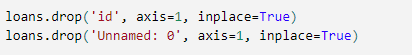 loans.drop('id', axis=1, inplace=True)
loans.drop('Unnamed: 0', axis=1, inplace=True)